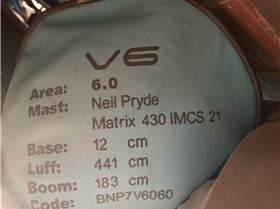 V6
Area: 6.0
Mast: Neil Pryde
Matrix 430 IMCS 21
Base: 12 cm
Luff: 441 cm
Boom: 183 cm
Code: BNP7V6060